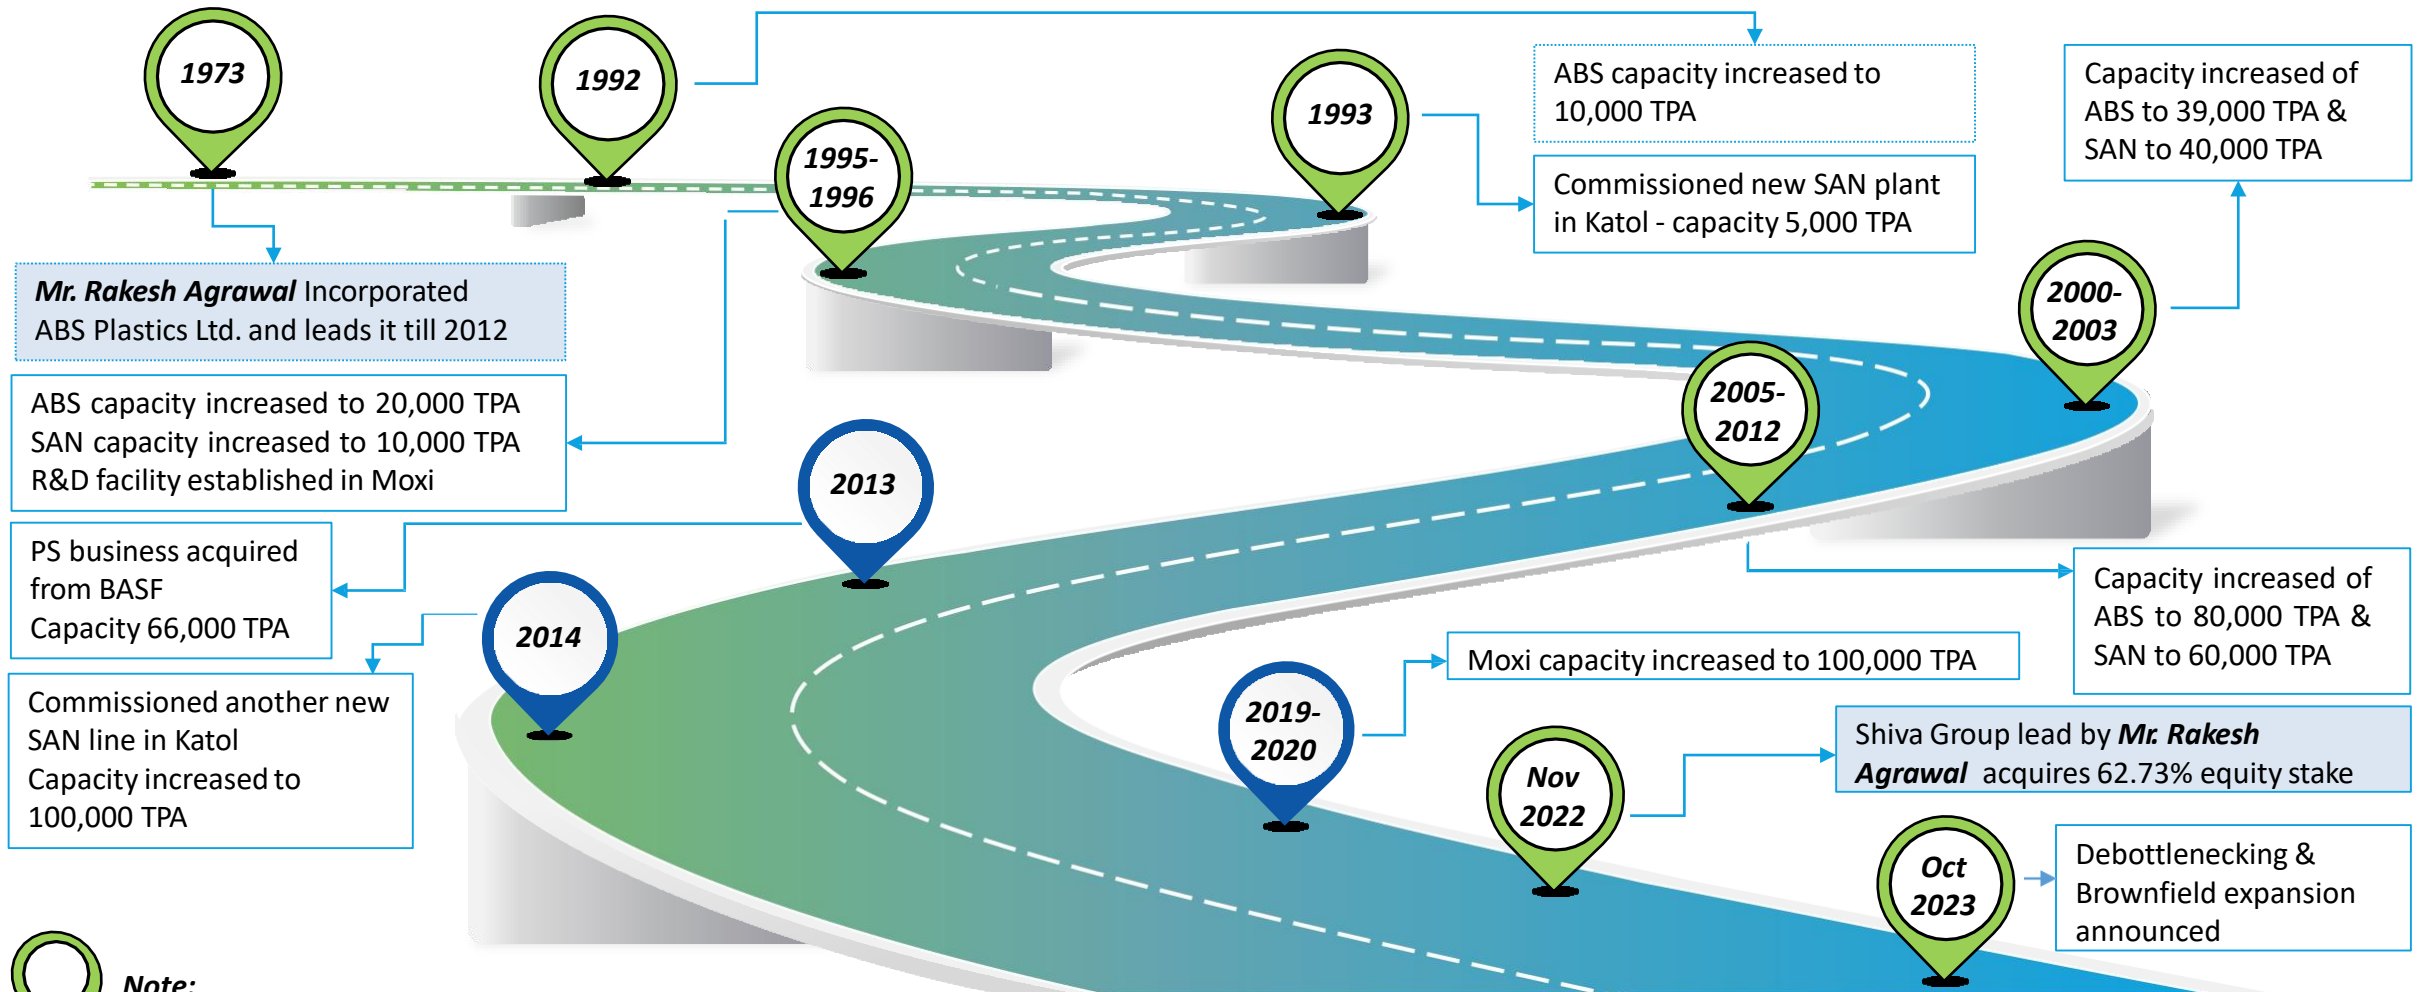 1973
1992
1993
1995-
1996
2000-
2003
2005-
2012
2013
2014
2019-
2020
Nov
2022
Oct
2023
ABS capacity increased to
10,000 TPA
Commissioned new SAN plant
in Katol - capacity 5,000 TPA
Capacity increased of
ABS to 39,000 TPA &
SAN to 40,000 TPA
Mr. Rakesh Agrawal Incorporated
ABS Plastics Ltd. and leads it till 2012
ABS capacity increased to 20,000 TPA
SAN capacity increased to 10,000 TPA
R&D facility established in Moxi
PS business acquired
from BASF
Capacity 66,000 TPA
Commissioned another new
SAN line in Katol
Capacity increased to
100,000 TPA
Capacity increased of
ABS to 80,000 TPA &
SAN to 60,000 TPA
Moxi capacity increased to 100,000 TPA
Shiva Group lead by Mr. Rakesh
Agrawal acquires 62.73% equity stake
Debottlenecking &
Brownfield expansion
announced
Note: